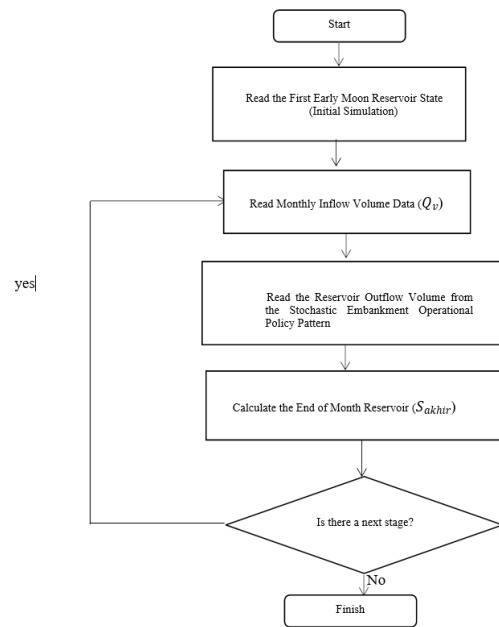 Start
Read the First Early Moon Reservoir State
(Initial Simulation)
Read Monthly Inflow Volume Data (Qᵥ)
yes
Read the Reservoir Outflow Volume from
the Stochastic Embankment Operational
Policy Pattern
Calculate the End of Month Reservoir (S_akhir)
Is there a next stage?
No
Finish